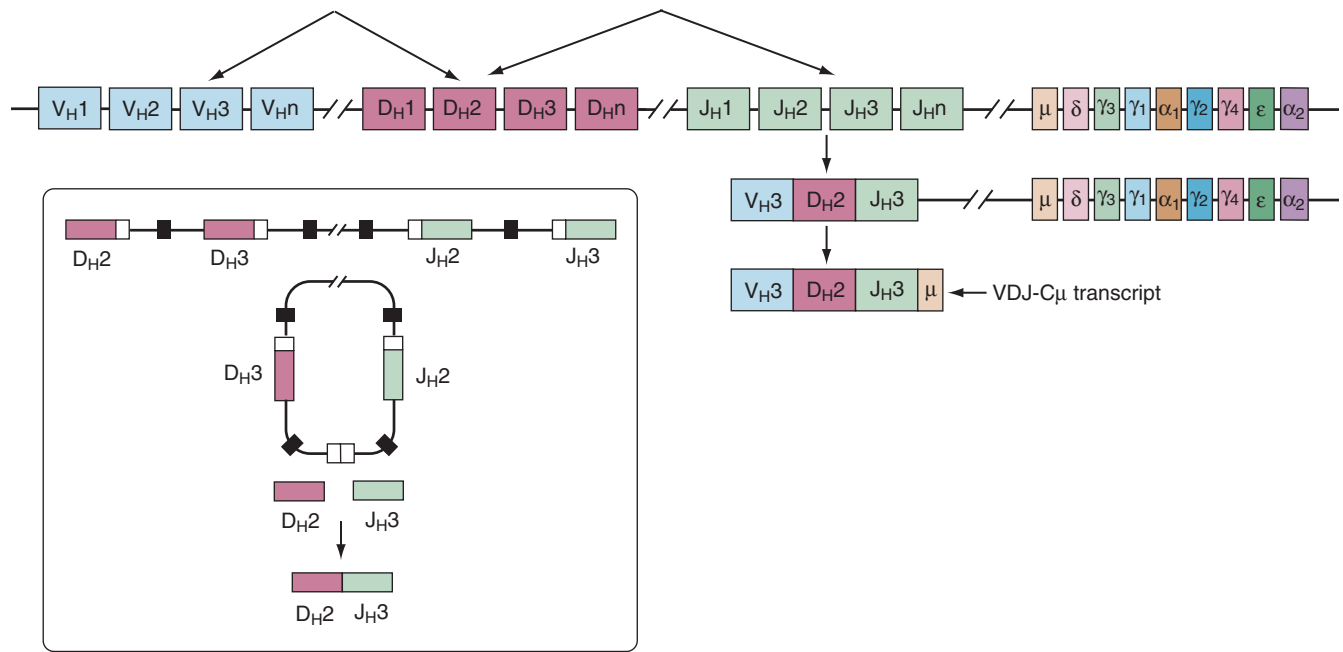 VH1 VH2 VH3 VHn DH1 DH2 DH3 DHn JH1 JH2 JH3 JHn μ δ γ3 γ1 α1 γ2 γ4 ε α2
VH3 DH2 JH3 μ δ γ3 γ1 α1 γ2 γ4 ε α2
VH3 DH2 JH3 μ VDJ-Cμ transcript
DH2 DH3 JH2 JH3
DH3 JH2
DH2 JH3
DH2 JH3